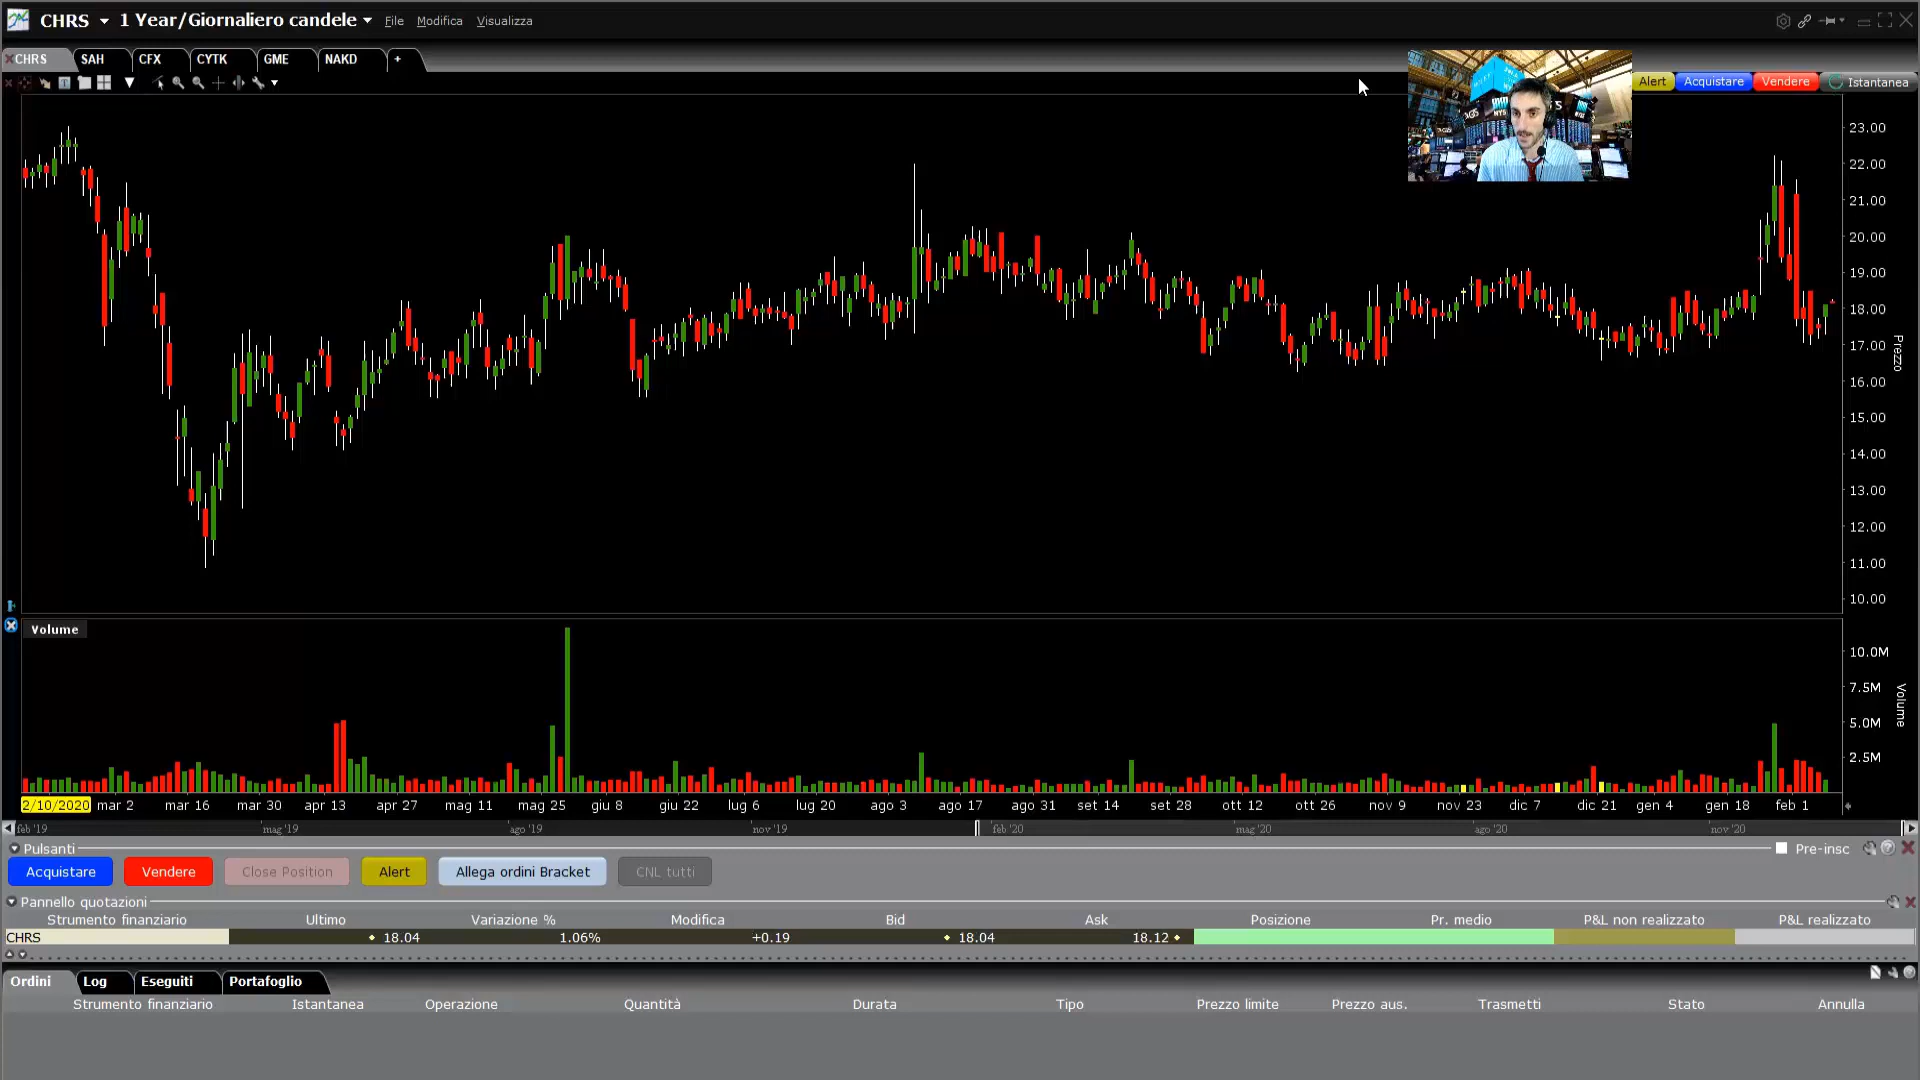 CHRS 1 Year/Giornaliero candele File Modifica Visualizza
CHRS SAH CFX CYTK GME NAKD +
Alert Acquistare Vendere Istantanea
23.00
22.00
21.00
20.00
19.00
18.00
17.00
16.00
15.00
14.00
13.00
12.00
11.00
10.00
Prezzo
Volume
10.0M
7.5M
5.0M
2.5M
Volume
2/10/2020 mar 2 mar 16 mar 30 apr 13 apr 27 mag 11 mag 25 giu 8 giu 22 lug 6 lug 20 ago 3 ago 17 ago 31 set 14 set 28 ott 12 ott 26 nov 9 nov 23 dic 7 dic 21 gen 4 gen 18 feb 1
feb '19 mag '19 ago '19 nov '19 feb '20 mag '20 ago '20 nov '20
Pulsanti Pre-insc
Acquistare Vendere Close Position Alert Allega ordini Bracket CNL tutti
Pannello quotazioni
Strumento finanziario Ultimo Variazione % Modifica Bid Ask Posizione Pr. medio P&L non realizzato P&L realizzato
CHRS 18.04 1.06% +0.19 18.04 18.12
Ordini Log Eseguiti Portafoglio
Strumento finanziario Istantanea Operazione Quantità Durata Tipo Prezzo limite Prezzo aus. Trasmetti Stato Annulla